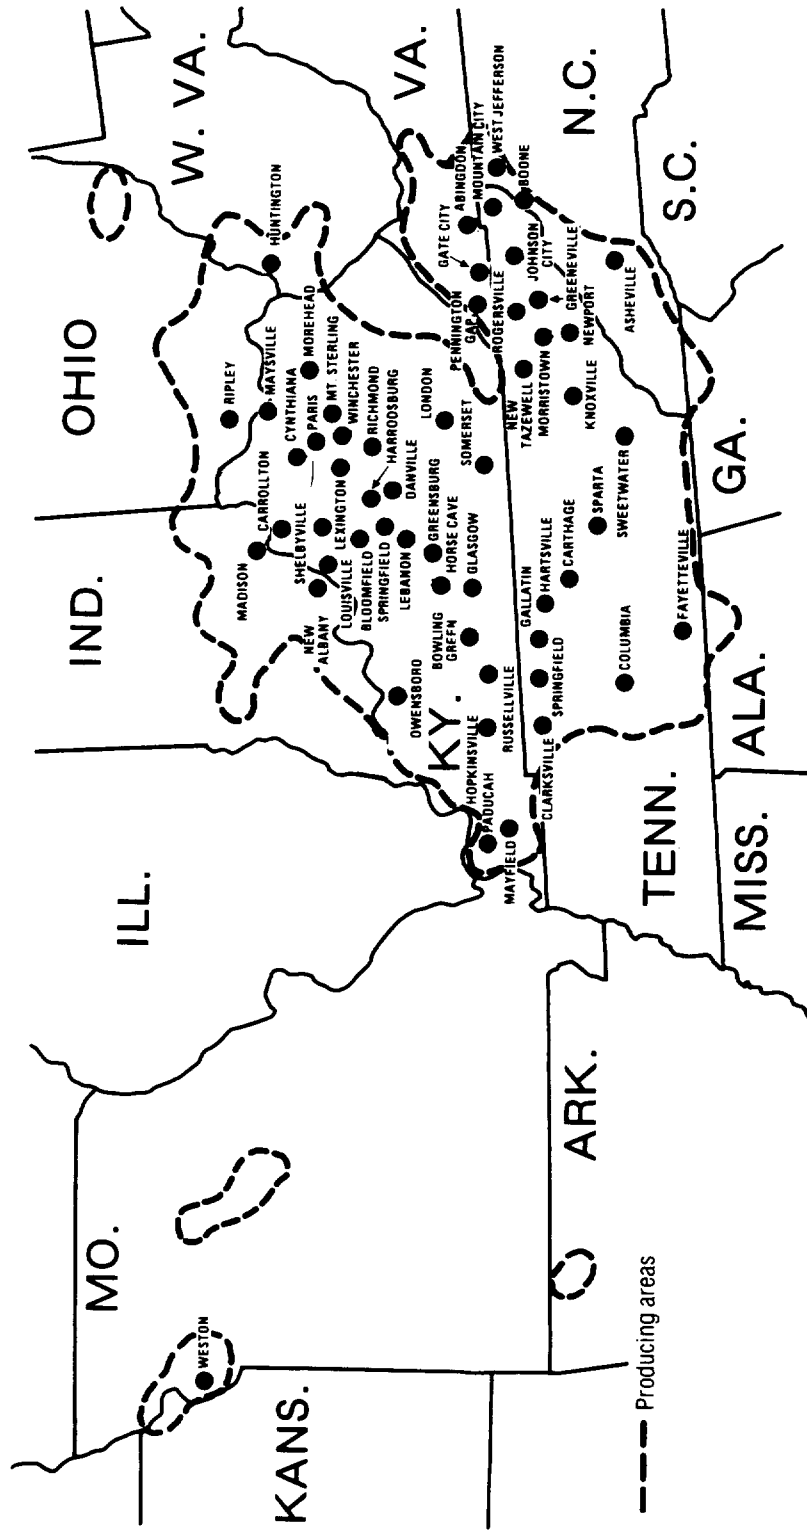 MO.
ILL.
IND.
OHIO
W. VA.
KANS.
ARK.
KY.
VA.
TENN.
N.C.
MISS.
ALA.
GA.
S.C.
WESTON
RIPLEY
HUNTINGTON
MADISON
CARROLLTON
MAYSVILLE
CYNTHIANA
MOREHEAD
SHELBYVILLE
PARIS
MT STERLING
NEW
ALBANY
LOUISVILLE
LEXINGTON
WINCHESTER
BLOOMFIELD
RICHMOND
SPRINGFIELD
HARRODSBURG
LEBANON
DANVILLE
OWENSBORO
GREENSBURG
LONDON
BOWLING
GREEN
HORSE CAVE
GLASGOW
SOMERSET
HOPKINSVILLE
PADUCAH
MAYFIELD
RUSSELLVILLE
PENNINGTON
GAP
GATE CITY
ABINGDON
MOUNTAIN CITY
WEST JEFFERSON
BOONE
ROGERSVILLE
JOHNSON
CITY
CLARKSVILLE
SPRINGFIELD
GALLATIN
HARTSVILLE
CARTHAGE
NEW
TAZEWELL
MORRISTOWN
GREENEVILLE
NEWPORT
KNOXVILLE
SPARTA
ASHEVILLE
COLUMBIA
SWEETWATER
FAYETTEVILLE
Producing areas